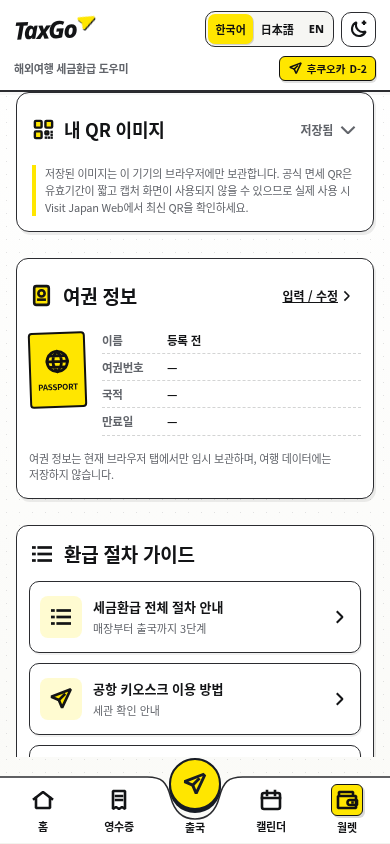 TaxGo
한국어 日本語 EN
해외여행 세금환급 도우미
후쿠오카 D-2
내 QR 이미지
저장됨
저장된 이미지는 이 기기의 브라우저에만 보관합니다. 공식 면세 QR은
유효기간이 짧고 캡처 화면이 사용되지 않을 수 있으므로 실제 사용 시
Visit Japan Web에서 최신 QR을 확인하세요.
여권 정보
입력 / 수정
PASSPORT
이름 등록 전
여권번호 —
국적 —
만료일 —
여권 정보는 현재 브라우저 탭에서만 임시 보관하며, 여행 데이터에는
저장하지 않습니다.
환급 절차 가이드
세금환급 전체 절차 안내
매장부터 출국까지 3단계
공항 키오스크 이용 방법
세관 확인 안내
홈
영수증
출국
캘린더
월렛